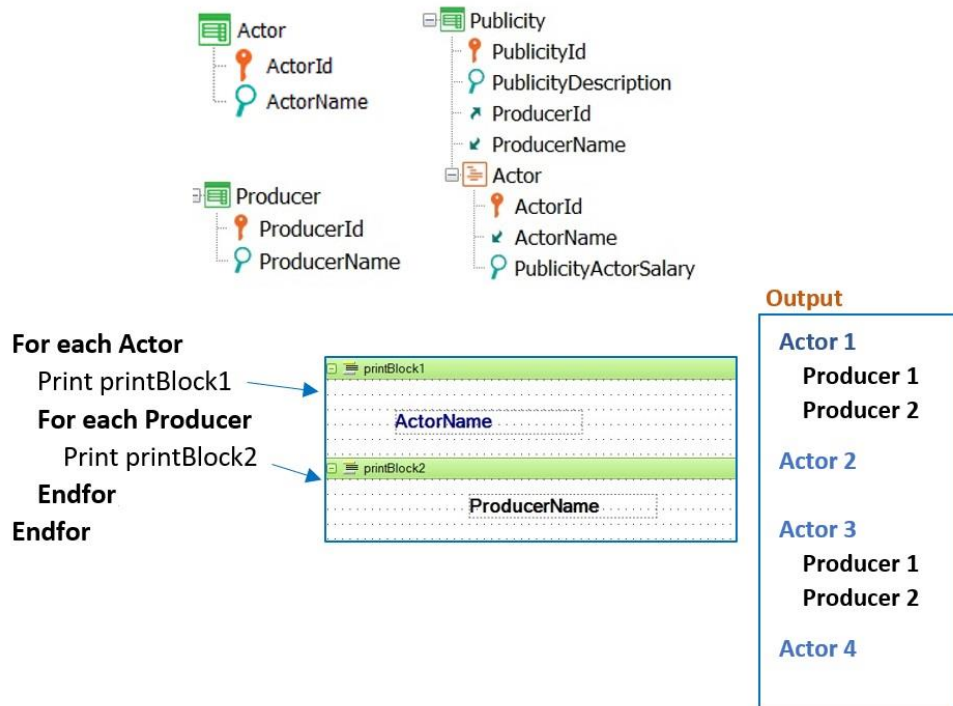 Actor
ActorId
ActorName
Publicity
PublicityId
PublicityDescription
ProducerId
ProducerName
Actor
ActorId
ActorName
PublicityActorSalary
Producer
ProducerId
ProducerName
For each Actor
Print printBlock1
For each Producer
Print printBlock2
Endfor
Endfor
printBlock1
ActorName
printBlock2
ProducerName
Output
Actor 1
Producer 1
Producer 2
Actor 2
Actor 3
Producer 1
Producer 2
Actor 4